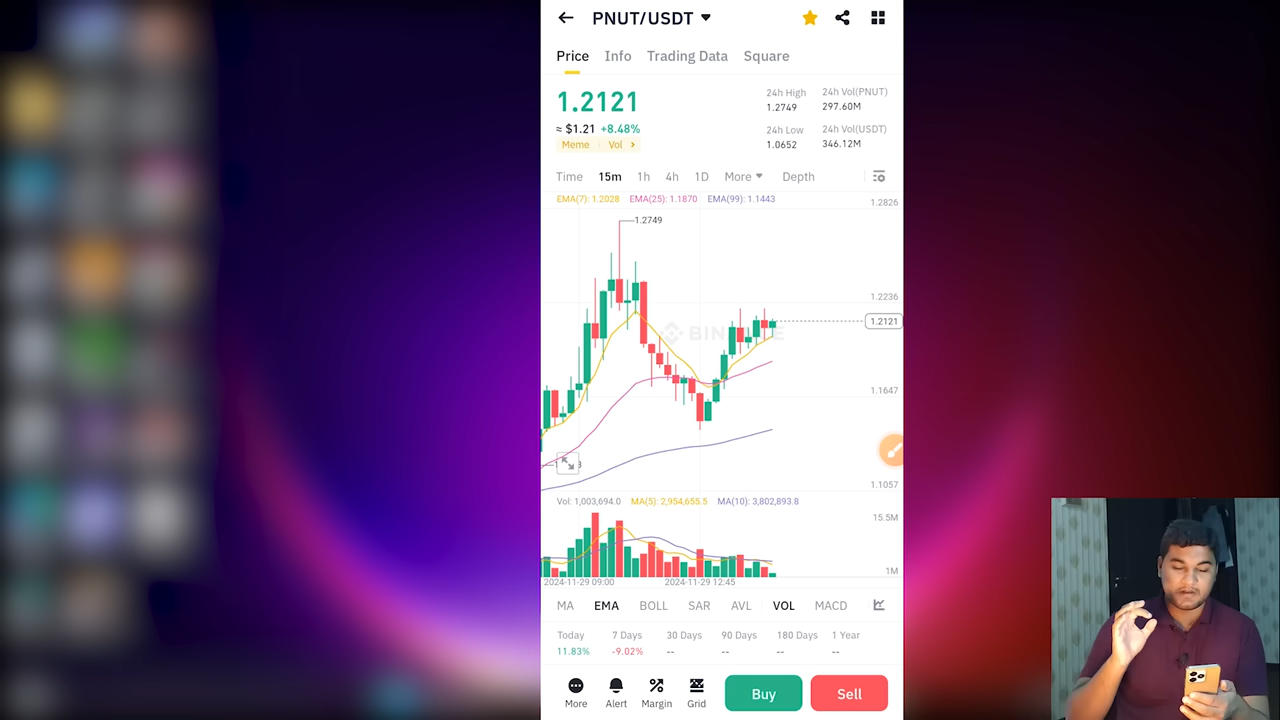 PNUT/USDT
Price Info Trading Data Square
1.2121
≈ $1.21 +8.48%
Meme Vol >
24h High 24h Vol(PNUT)
1.2749 297.60M
24h Low 24h Vol(USDT)
1.0652 346.12M
Time 15m 1h 4h 1D More Depth
EMA(7): 1.2028 EMA(25): 1.1870 EMA(99): 1.1443
1.2826
1.2749
1.2236
1.2121
1.1647
1.1057
Vol: 1,003,694.0 MA(5): 2,954,655.5 MA(10): 3,802,893.8
15.5M
1M
2024-11-29 09:00 2024-11-29 12:45
MA EMA BOLL SAR AVL VOL MACD
Today 7 Days 30 Days 90 Days 180 Days 1 Year
11.83% -9.02% -- -- -- --
More Alert Margin Grid Buy Sell